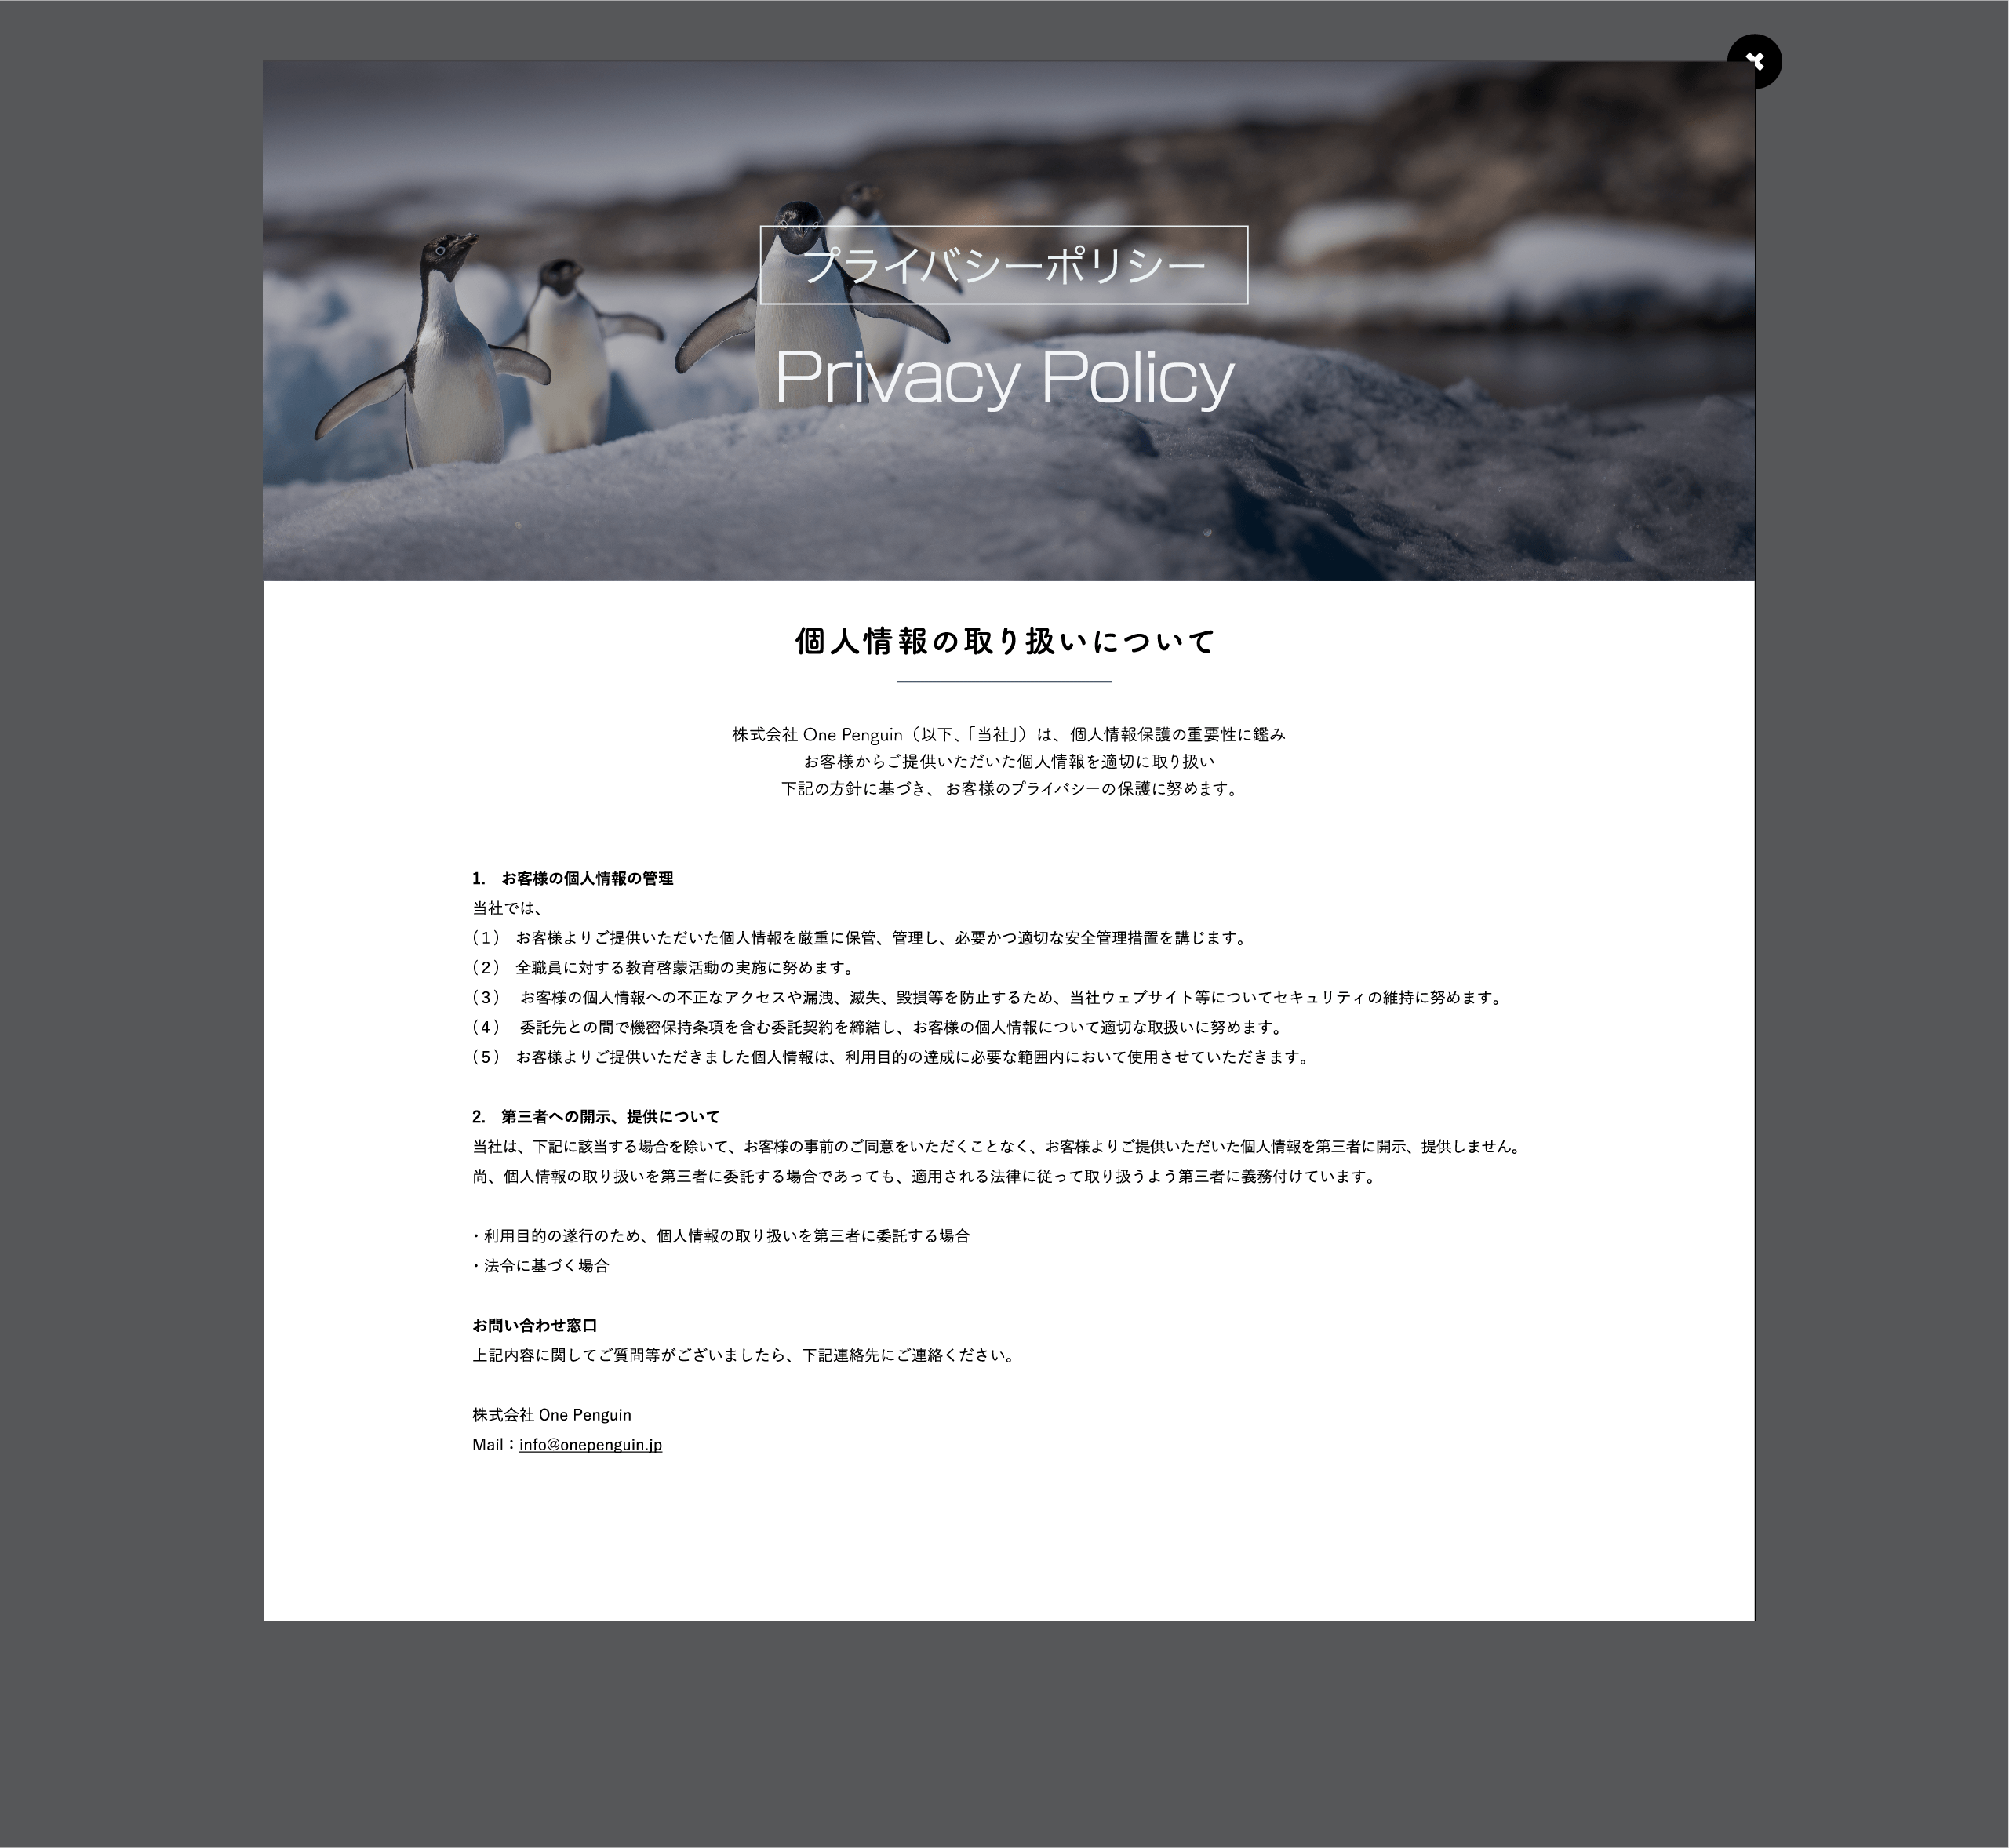 プライバシーポリシー
Privacy Policy
個人情報の取り扱いについて
株式会社 One Penguin（以下、「当社」）は、個人情報保護の重要性に鑑み
お客様からご提供いただいた個人情報を適切に取り扱い
下記の方針に基づき、お客様のプライバシーの保護に努めます。
1.　お客様の個人情報の管理
当社では、
（1）　お客様よりご提供いただいた個人情報を厳重に保管、管理し、必要かつ適切な安全管理措置を講じます。
（2）　全職員に対する教育啓蒙活動の実施に努めます。
（3）　お客様の個人情報への不正なアクセスや漏洩、滅失、毀損等を防止するため、当社ウェブサイト等についてセキュリティの維持に努めます。
（4）　委託先との間で機密保持条項を含む委託契約を締結し、お客様の個人情報について適切な取扱いに努めます。
（5）　お客様よりご提供いただきました個人情報は、利用目的の達成に必要な範囲内において使用させていただきます。
2.　第三者への開示、提供について
当社は、下記に該当する場合を除いて、お客様の事前のご同意をいただくことなく、お客様よりご提供いただいた個人情報を第三者に開示、提供しません。
尚、個人情報の取り扱いを第三者に委託する場合であっても、適用される法律に従って取り扱うよう第三者に義務付けています。
・利用目的の遂行のため、個人情報の取り扱いを第三者に委託する場合
・法令に基づく場合
お問い合わせ窓口
上記内容に関してご質問等がございましたら、下記連絡先にご連絡ください。
株式会社 One Penguin
Mail：info@onepenguin.jp